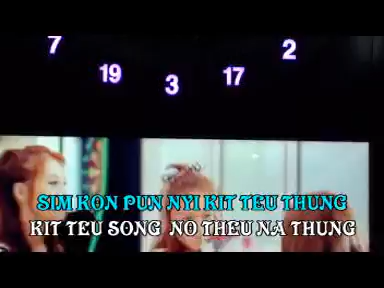 7 19 3 17 2
SIM KON PUN NYI KIT TEU THUNG
KIT TEU SONG NO THEU NA THUNG